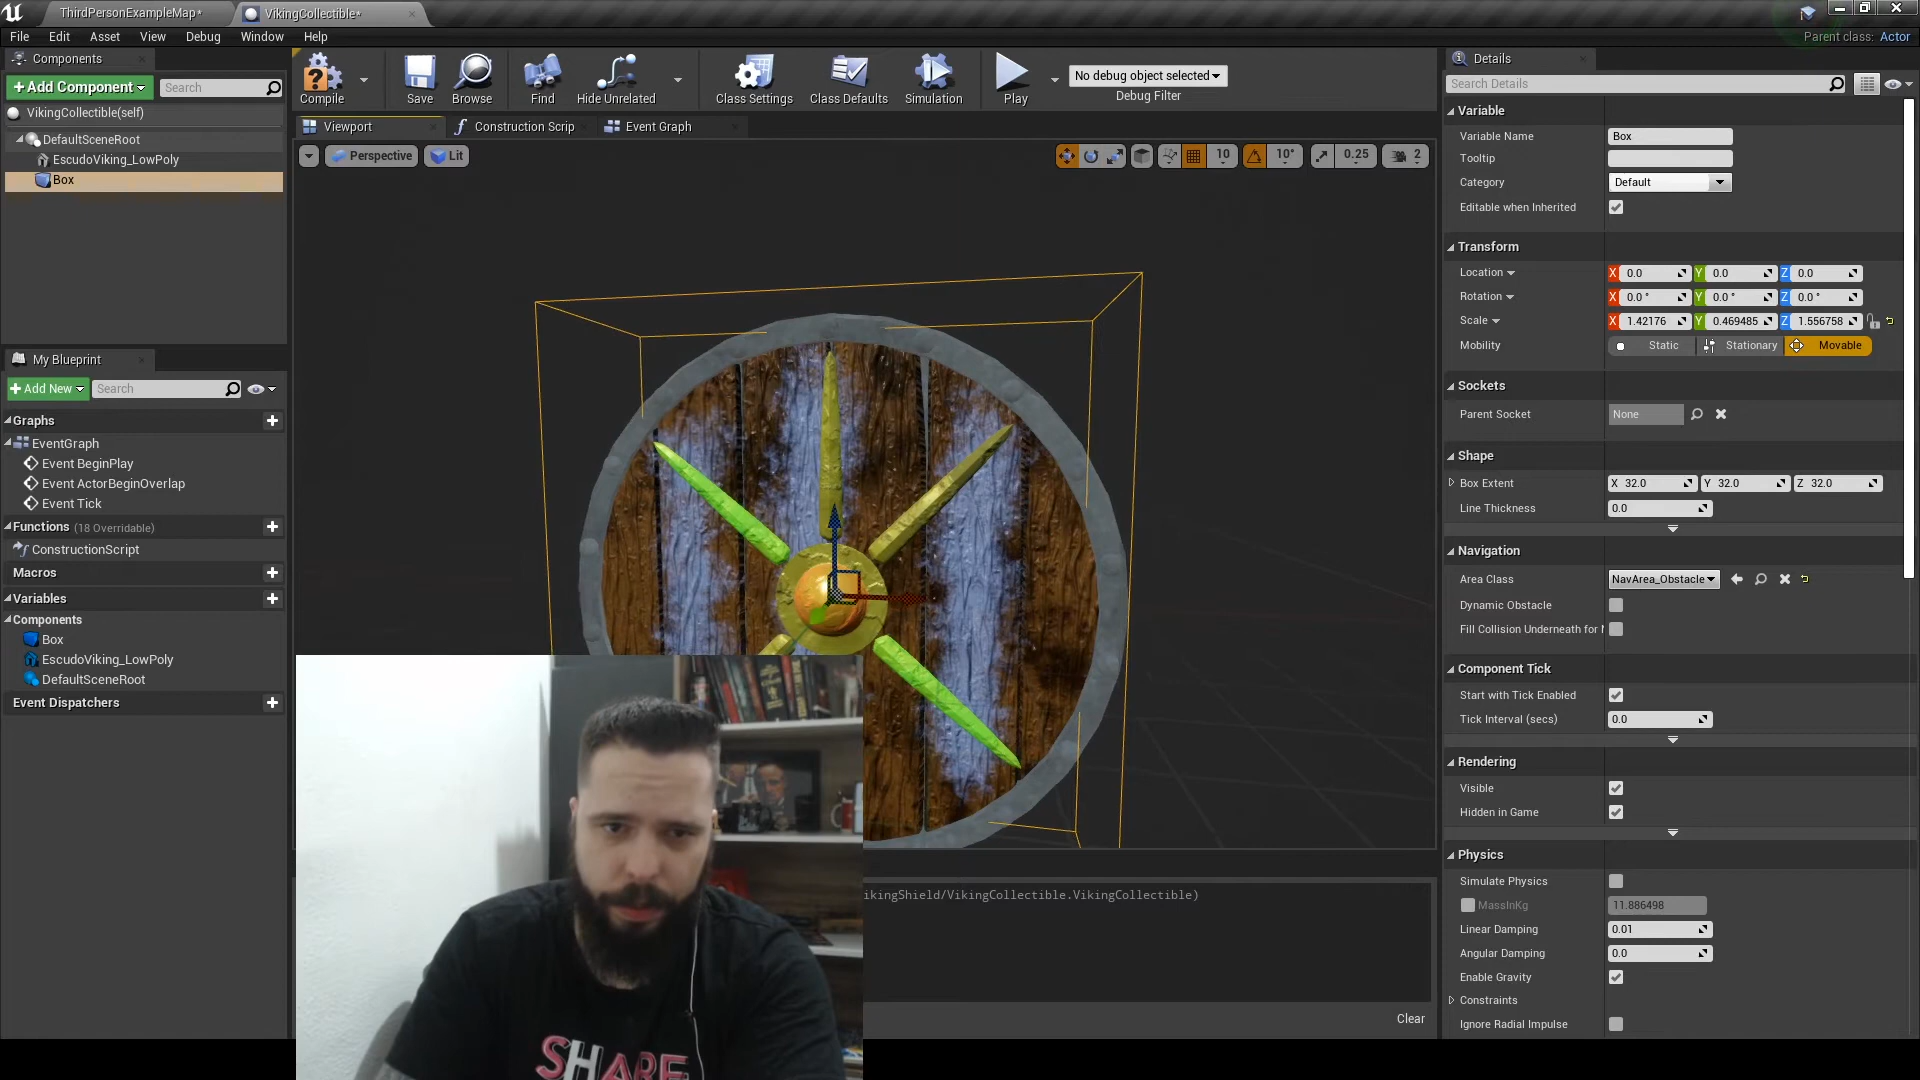 ThirdPersonExampleMap*
VikingCollectible*
File Edit Asset View Debug Window Help
Parent class: Actor
Components
+Add Component
Search
VikingCollectible(self)
DefaultSceneRoot
EscudoViking_LowPoly
Box
My Blueprint
+Add New
Search
Graphs
EventGraph
Event BeginPlay
Event ActorBeginOverlap
Event Tick
Functions (18 Overridable)
ConstructionScript
Macros
Variables
Components
Box
EscudoViking_LowPoly
DefaultSceneRoot
Event Dispatchers
Compile Save Browse Find Hide Unrelated Class Settings Class Defaults Simulation Play
No debug object selected
Debug Filter
Viewport Construction Scrip Event Graph
Perspective Lit 10 10° 0.25 2
ikingShield/VikingCollectible.VikingCollectible)
Clear
SHARE
Details
Search Details
Variable
Variable Name Box
Tooltip
Category Default
Editable when Inherited
Transform
Location X 0.0 Y 0.0 Z 0.0
Rotation X 0.0 ° Y 0.0 ° Z 0.0 °
Scale X 1.42176 Y 0.469485 Z 1.556758
Mobility Static Stationary Movable
Sockets
Parent Socket None
Shape
Box Extent X 32.0 Y 32.0 Z 32.0
Line Thickness 0.0
Navigation
Area Class NavArea_Obstacle
Dynamic Obstacle
Fill Collision Underneath for
Component Tick
Start with Tick Enabled
Tick Interval (secs) 0.0
Rendering
Visible
Hidden in Game
Physics
Simulate Physics
MassInKg 11.886498
Linear Damping 0.01
Angular Damping 0.0
Enable Gravity
Constraints
Ignore Radial Impulse